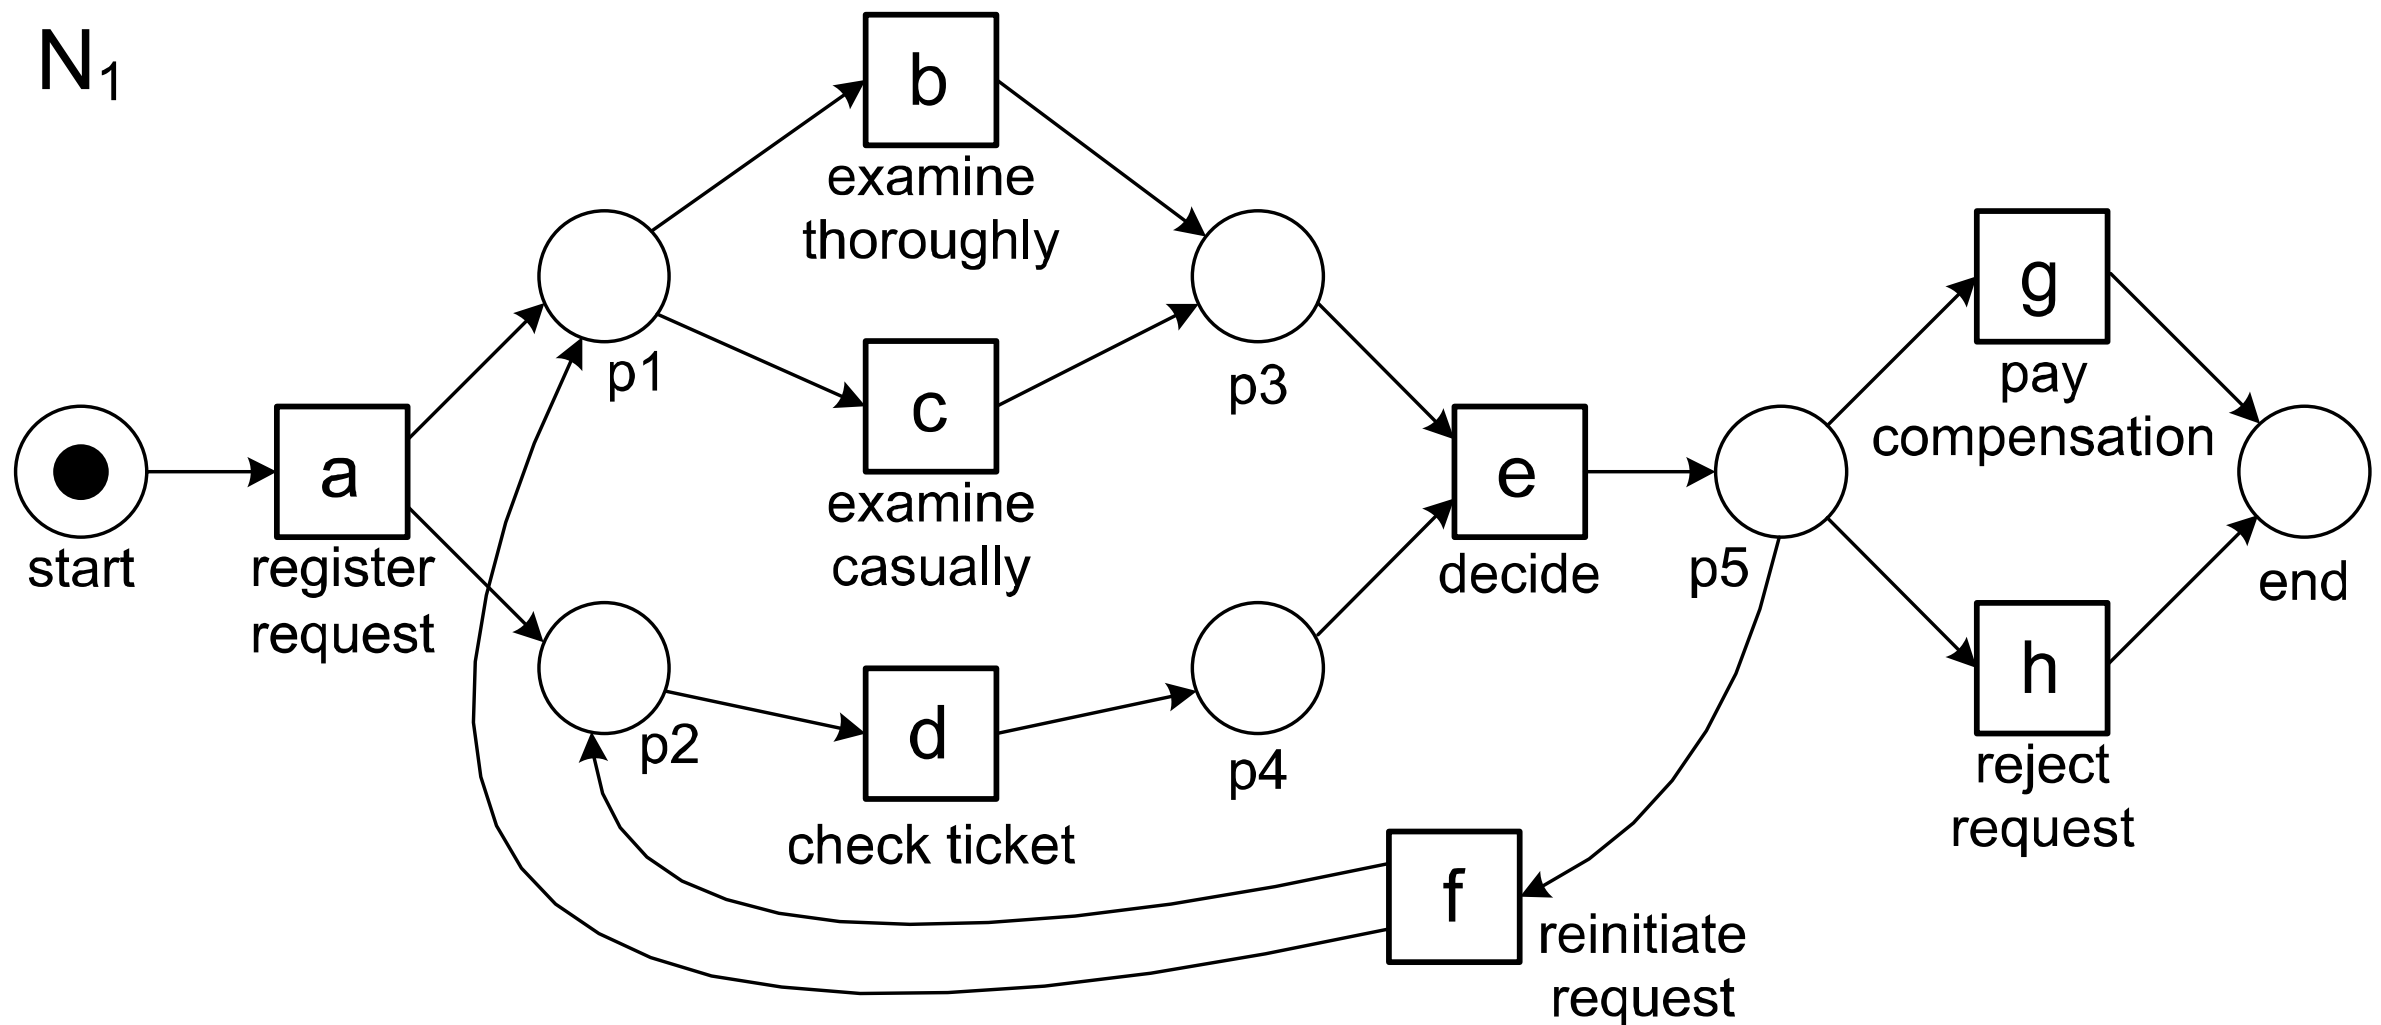 N₁
b
examine
thoroughly
p1
c
examine
casually
p3
start
a
register
request
p2
d
check ticket
p4
e
decide
p5
f
reinitiate
request
g
pay
compensation
h
reject
request
end